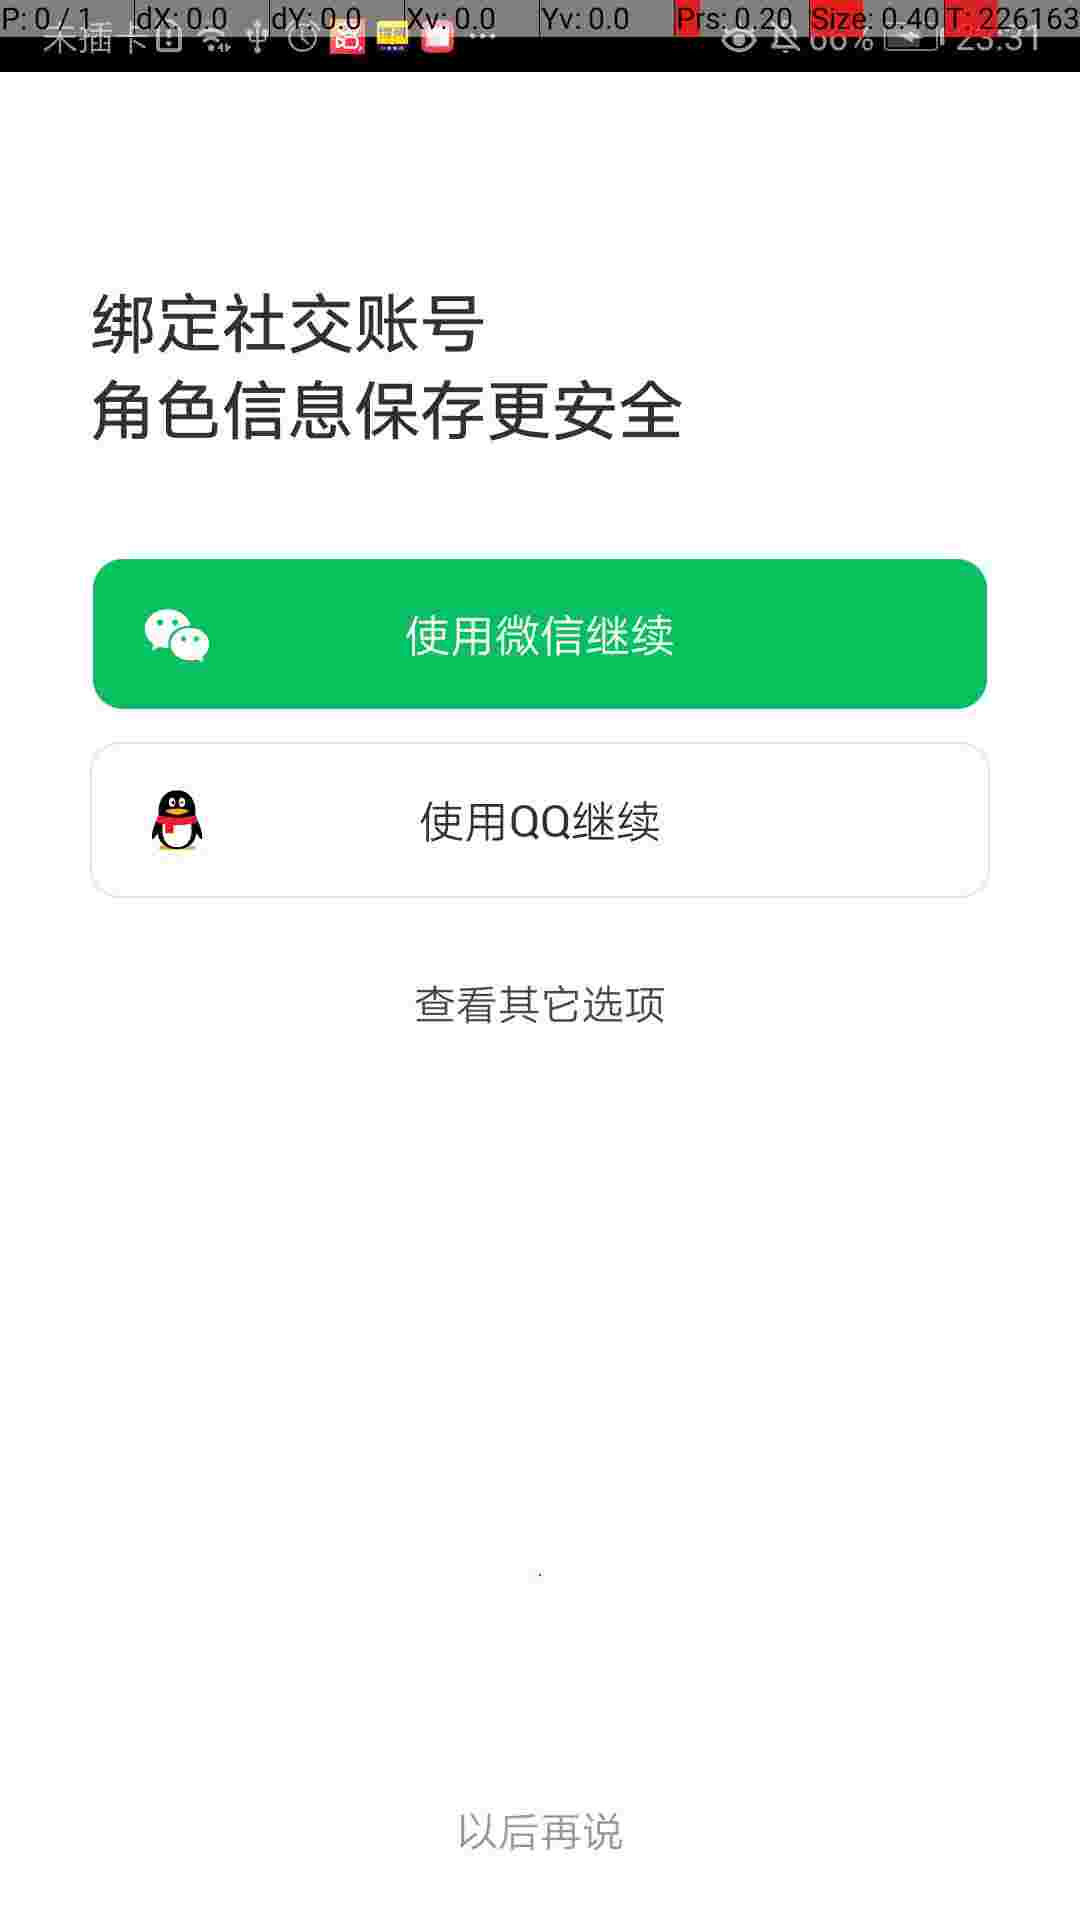 P: 0 / 1 dX: 0.0 dY: 0.0 Xv: 0.0 Yv: 0.0 Prs: 0.20 Size: 0.40 T: 226163
未插卡 66% 23:31
绑定社交账号
角色信息保存更安全
使用微信继续
使用QQ继续
查看其它选项
以后再说